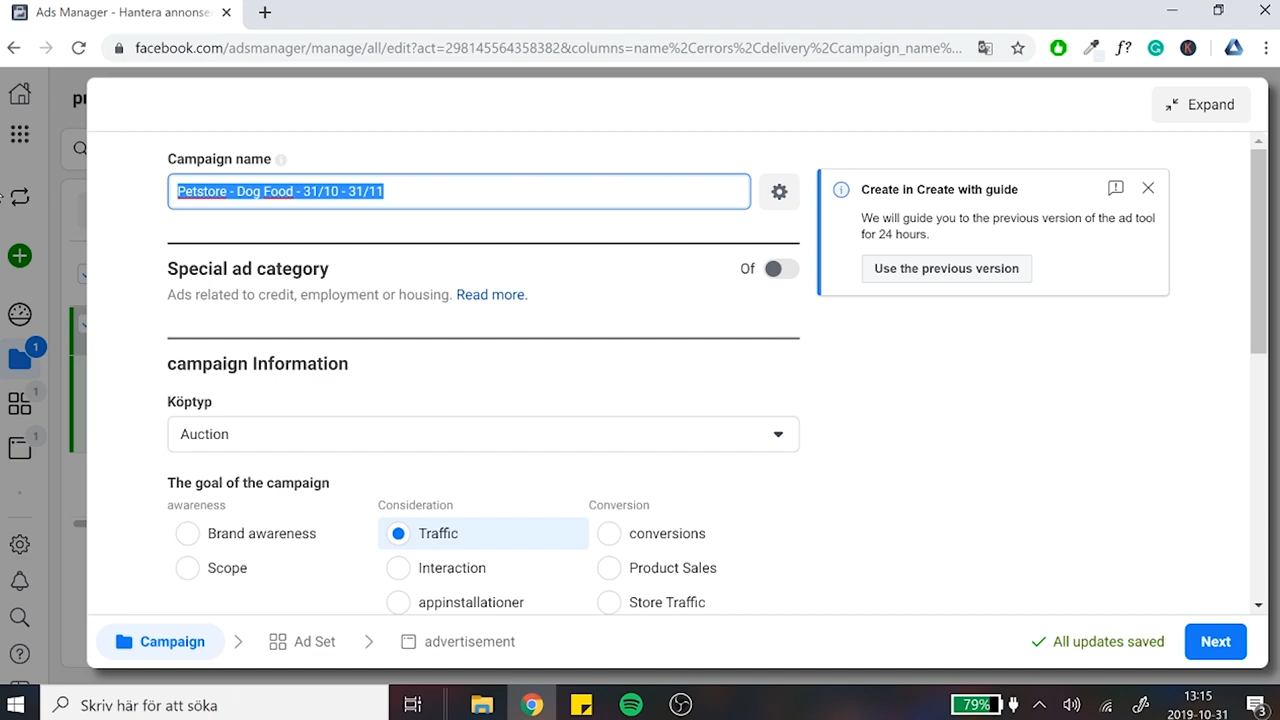 Ads Manager - Hantera annonser
facebook.com/adsmanager/manage/all/edit?act=298145564358382&columns=name%2Cerrors%2Cdelivery%2Ccampaign_name%...
f?
K
Expand
Campaign name
Petstore - Dog Food - 31/10 - 31/11
Create in Create with guide
We will guide you to the previous version of the ad tool
for 24 hours.
Use the previous version
Special ad category
Of
Ads related to credit, employment or housing. Read more.
campaign Information
Köptyp
Auction
The goal of the campaign
awareness
Consideration
Conversion
Brand awareness
Traffic
conversions
Scope
Interaction
Product Sales
appinstallationer
Store Traffic
1
1
1
Campaign
Ad Set
advertisement
All updates saved
Next
Skriv här för att söka
79%
13:15
2019-10-31
3